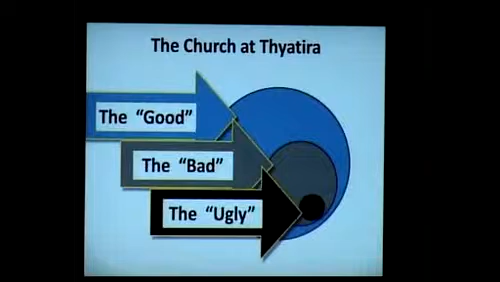 The Church at Thyatira
The "Good"
The "Bad"
The "Ugly"